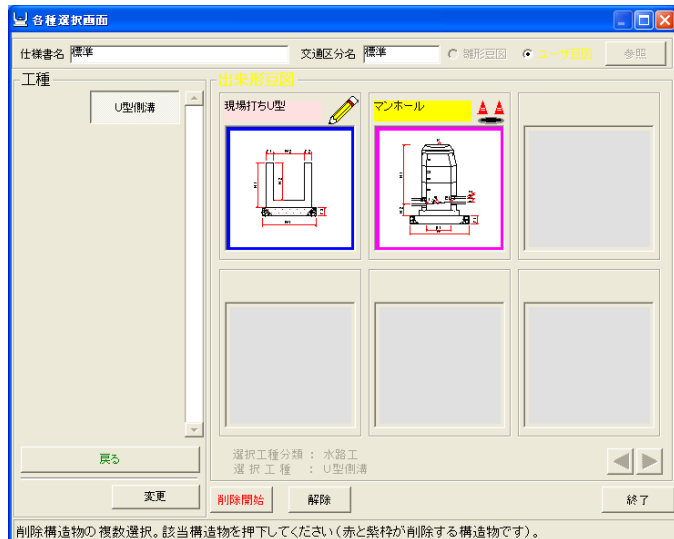 各種選択画面
仕様書名 標準 交通区分名 標準 雛形豆図 ユーザ豆図 参照
工種
出来形豆図
U型側溝
現場打ちU型
マンホール
選択工種分類 : 水路工
選択工種 : U型側溝
戻る
変更
削除開始
解除
終了
削除構造物の複数選択。該当構造物を押下してください(赤と紫枠が削除する構造物です)。